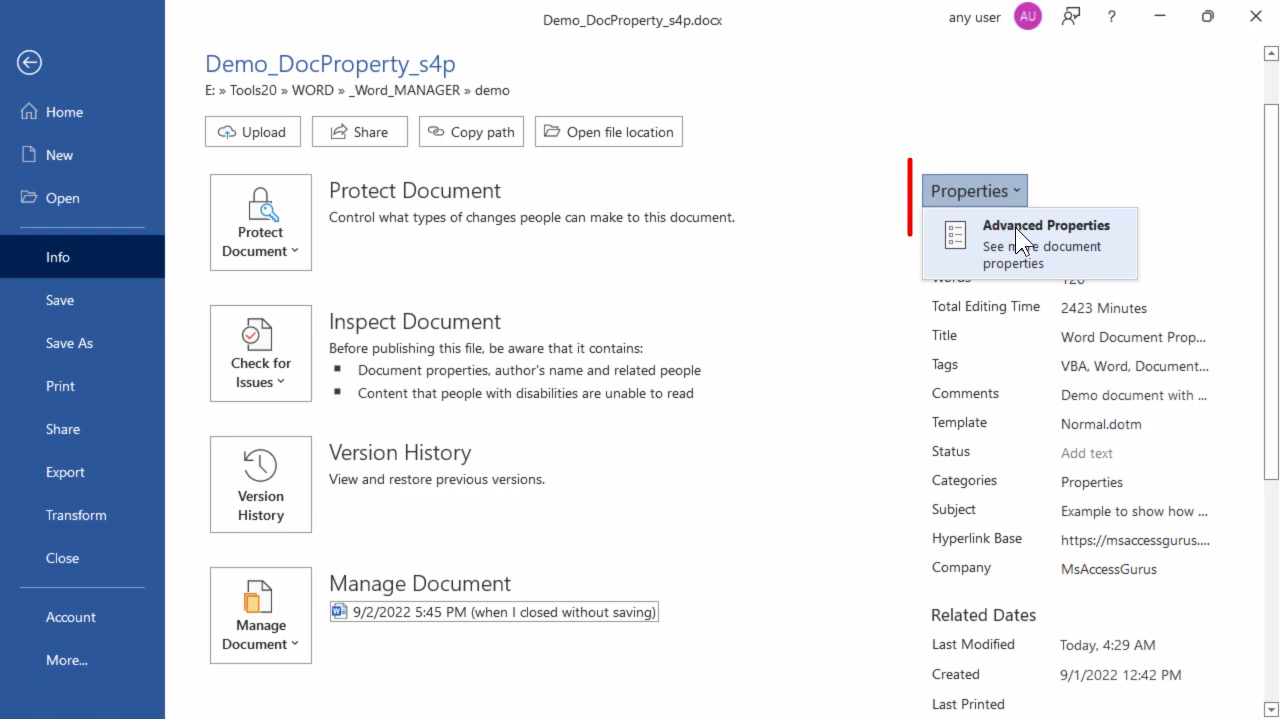 Demo_DocProperty_s4p.docx
any user
AU
?
Home
New
Open
Info
Save
Save As
Print
Share
Export
Transform
Close
Account
More...
Demo_DocProperty_s4p
E: » Tools20 » WORD » _Word_MANAGER » demo
Upload
Share
Copy path
Open file location
Protect
Document
Protect Document
Control what types of changes people can make to this document.
Check for
Issues
Inspect Document
Before publishing this file, be aware that it contains:
Document properties, author's name and related people
Content that people with disabilities are unable to read
Version
History
Version History
View and restore previous versions.
Manage
Document
Manage Document
9/2/2022 5:45 PM (when I closed without saving)
Properties
Advanced Properties
See more document
properties
Words 120
Total Editing Time 2423 Minutes
Title Word Document Prop...
Tags VBA, Word, Document...
Comments Demo document with ...
Template Normal.dotm
Status Add text
Categories Properties
Subject Example to show how ...
Hyperlink Base https://msaccessgurus....
Company MsAccessGurus
Related Dates
Last Modified Today, 4:29 AM
Created 9/1/2022 12:42 PM
Last Printed